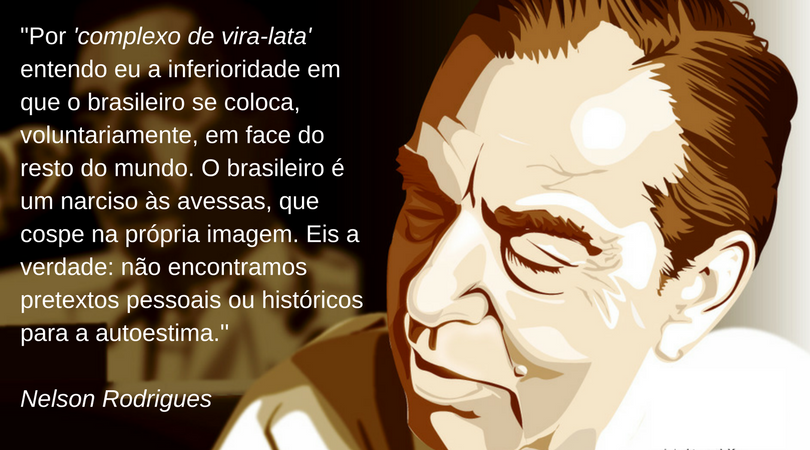 "Por 'complexo de vira-lata'
entendo eu a inferioridade em
que o brasileiro se coloca,
voluntariamente, em face do
resto do mundo. O brasileiro é
um narciso às avessas, que
cospe na própria imagem. Eis a
verdade: não encontramos
pretextos pessoais ou históricos
para a autoestima."
Nelson Rodrigues